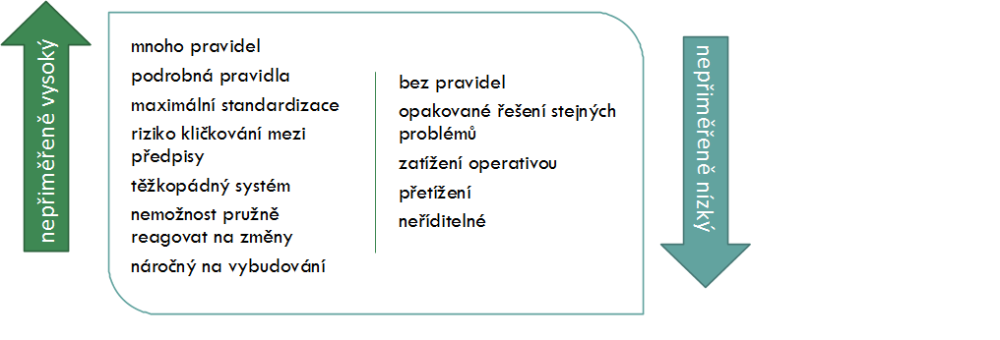 nepřiměřeně vysoký
mnoho pravidel
podrobná pravidla
maximální standardizace
riziko kličkování mezi
předpisy
těžkopádný systém
nemožnost pružně
reagovat na změny
náročný na vybudování
bez pravidel
opakované řešení stejných
problémů
zatížení operativou
přetížení
neříditelné
nepřiměřeně nízký